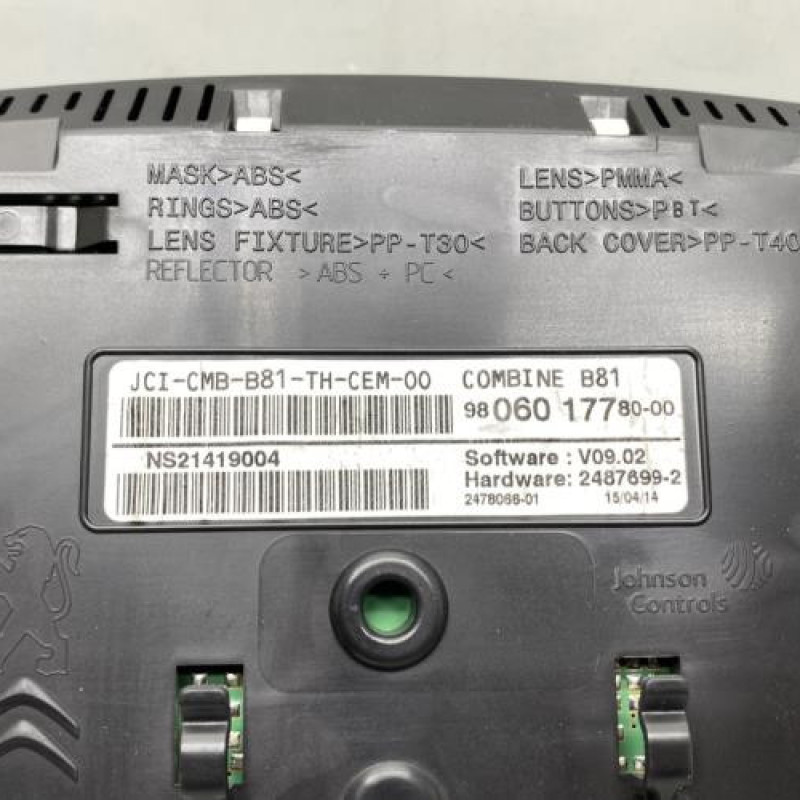 MASK>ABS<
RINGS>ABS<
LENS FIXTURE>PP-T30<
REFLECTOR >ABS + PC<
LENS>PMMA<
BUTTONS>PBT<
BACK COVER>PP-T40
JCI-CMB-B81-TH-CEM-00
COMBINE B81
98 060 177 80-00
NS21419004
Software : V09.02
Hardware: 2487699-2
2478066-01 15/04/14
Johnson
Controls